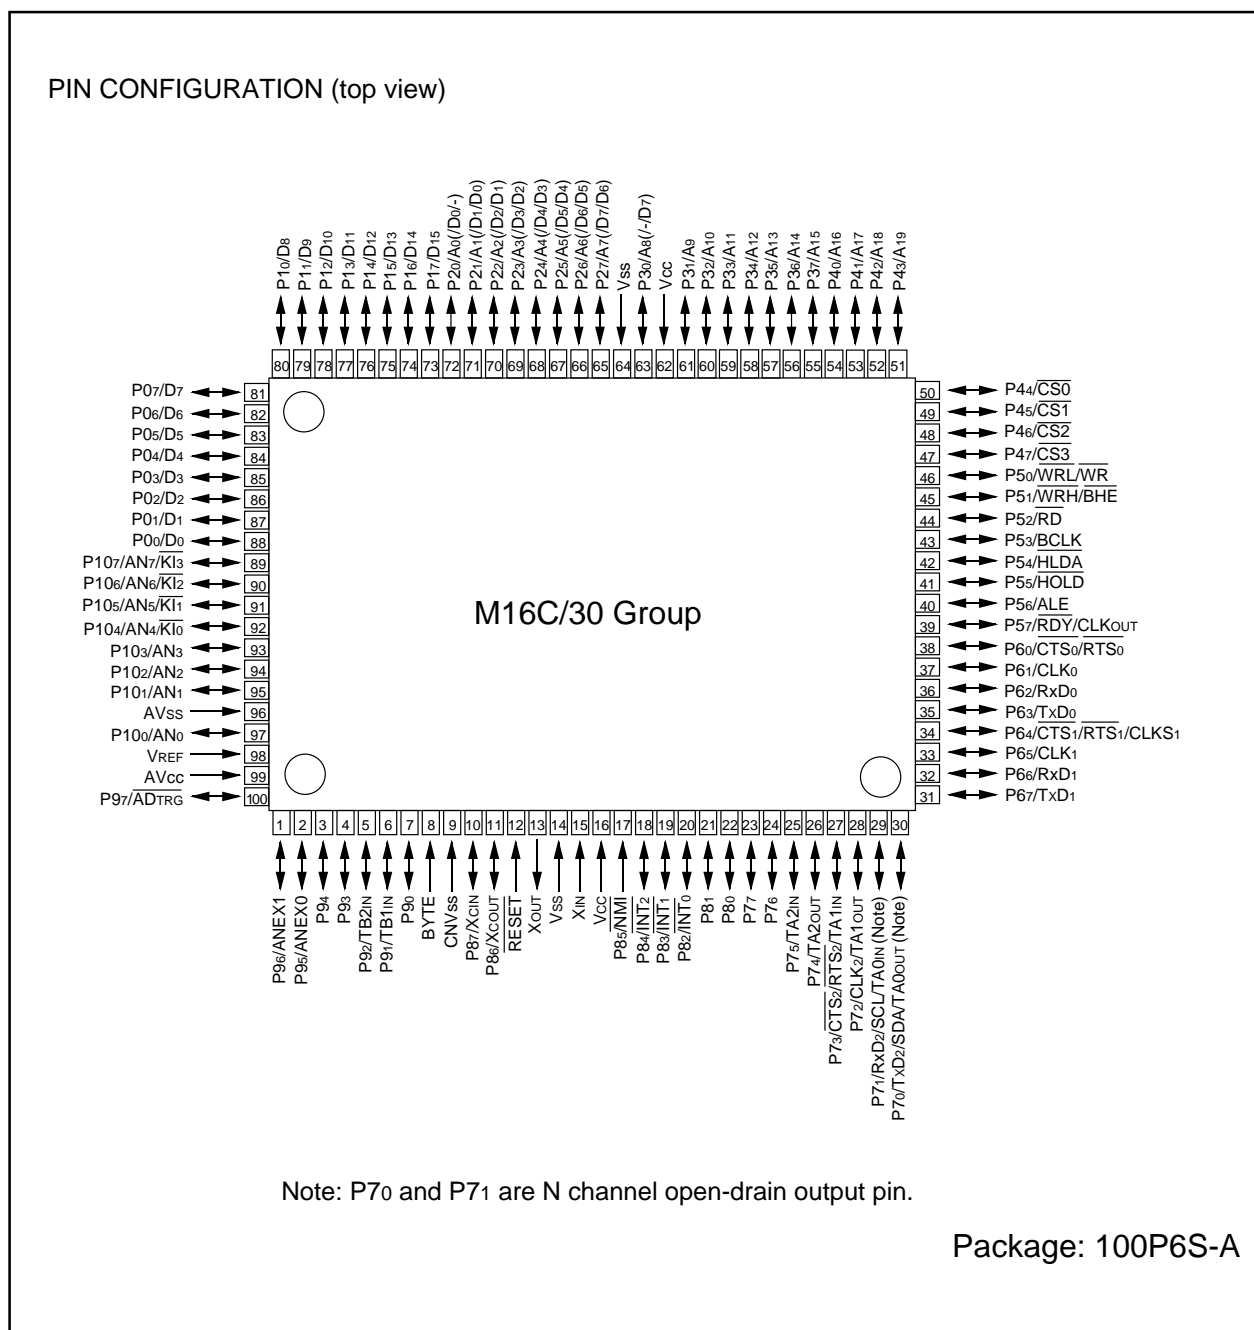 PIN CONFIGURATION (top view)
P10/D8
P11/D9
P12/D10
P13/D11
P14/D12
P15/D13
P16/D14
P17/D15
P20/A0(/D0/-)
P21/A1(/D1/D0)
P22/A2(/D2/D1)
P23/A3(/D3/D2)
P24/A4(/D4/D3)
P25/A5(/D5/D4)
P26/A6(/D6/D5)
P27/A7(/D7/D6)
Vss
P30/A8(/-/D7)
Vcc
P31/A9
P32/A10
P33/A11
P34/A12
P35/A13
P36/A14
P37/A15
P40/A16
P41/A17
P42/A18
P43/A19
80 79 78 77 76 75 74 73 72 71 70 69 68 67 66 65 64 63 62 61 60 59 58 57 56 55 54 53 52 51
P07/D7 81
P06/D6 82
P05/D5 83
P04/D4 84
P03/D3 85
P02/D2 86
P01/D1 87
P00/D0 88
P107/AN7/KI3 89
P106/AN6/KI2 90
P105/AN5/KI1 91
P104/AN4/KI0 92
P103/AN3 93
P102/AN2 94
P101/AN1 95
AVSS 96
P100/AN0 97
VREF 98
AVcc 99
P97/ADTRG 100
M16C/30 Group
50 P44/CS0
49 P45/CS1
48 P46/CS2
47 P47/CS3
46 P50/WRL/WR
45 P51/WRH/BHE
44 P52/RD
43 P53/BCLK
42 P54/HLDA
41 P55/HOLD
40 P56/ALE
39 P57/RDY/CLKOUT
38 P60/CTS0/RTS0
37 P61/CLK0
36 P62/RxD0
35 P63/TxD0
34 P64/CTS1/RTS1/CLKS1
33 P65/CLK1
32 P66/RxD1
31 P67/TxD1
1 2 3 4 5 6 7 8 9 10 11 12 13 14 15 16 17 18 19 20 21 22 23 24 25 26 27 28 29 30
P96/ANEX1
P95/ANEX0
P94
P93
P92/TB2IN
P91/TB1IN
P90
BYTE
CNVss
P87/XCIN
P86/XCOUT
RESET
XOUT
VSS
XIN
VCC
P85/NMI
P84/INT2
P83/INT1
P82/INT0
P81
P80
P77
P76
P75/TA2IN
P74/TA2OUT
P73/CTS2/RTS2/TA1IN
P72/CLK2/TA1OUT
P71/RxD2/SCL/TA0IN (Note)
P70/TxD2/SDA/TA0OUT (Note)
Note: P70 and P71 are N channel open-drain output pin.
Package: 100P6S-A